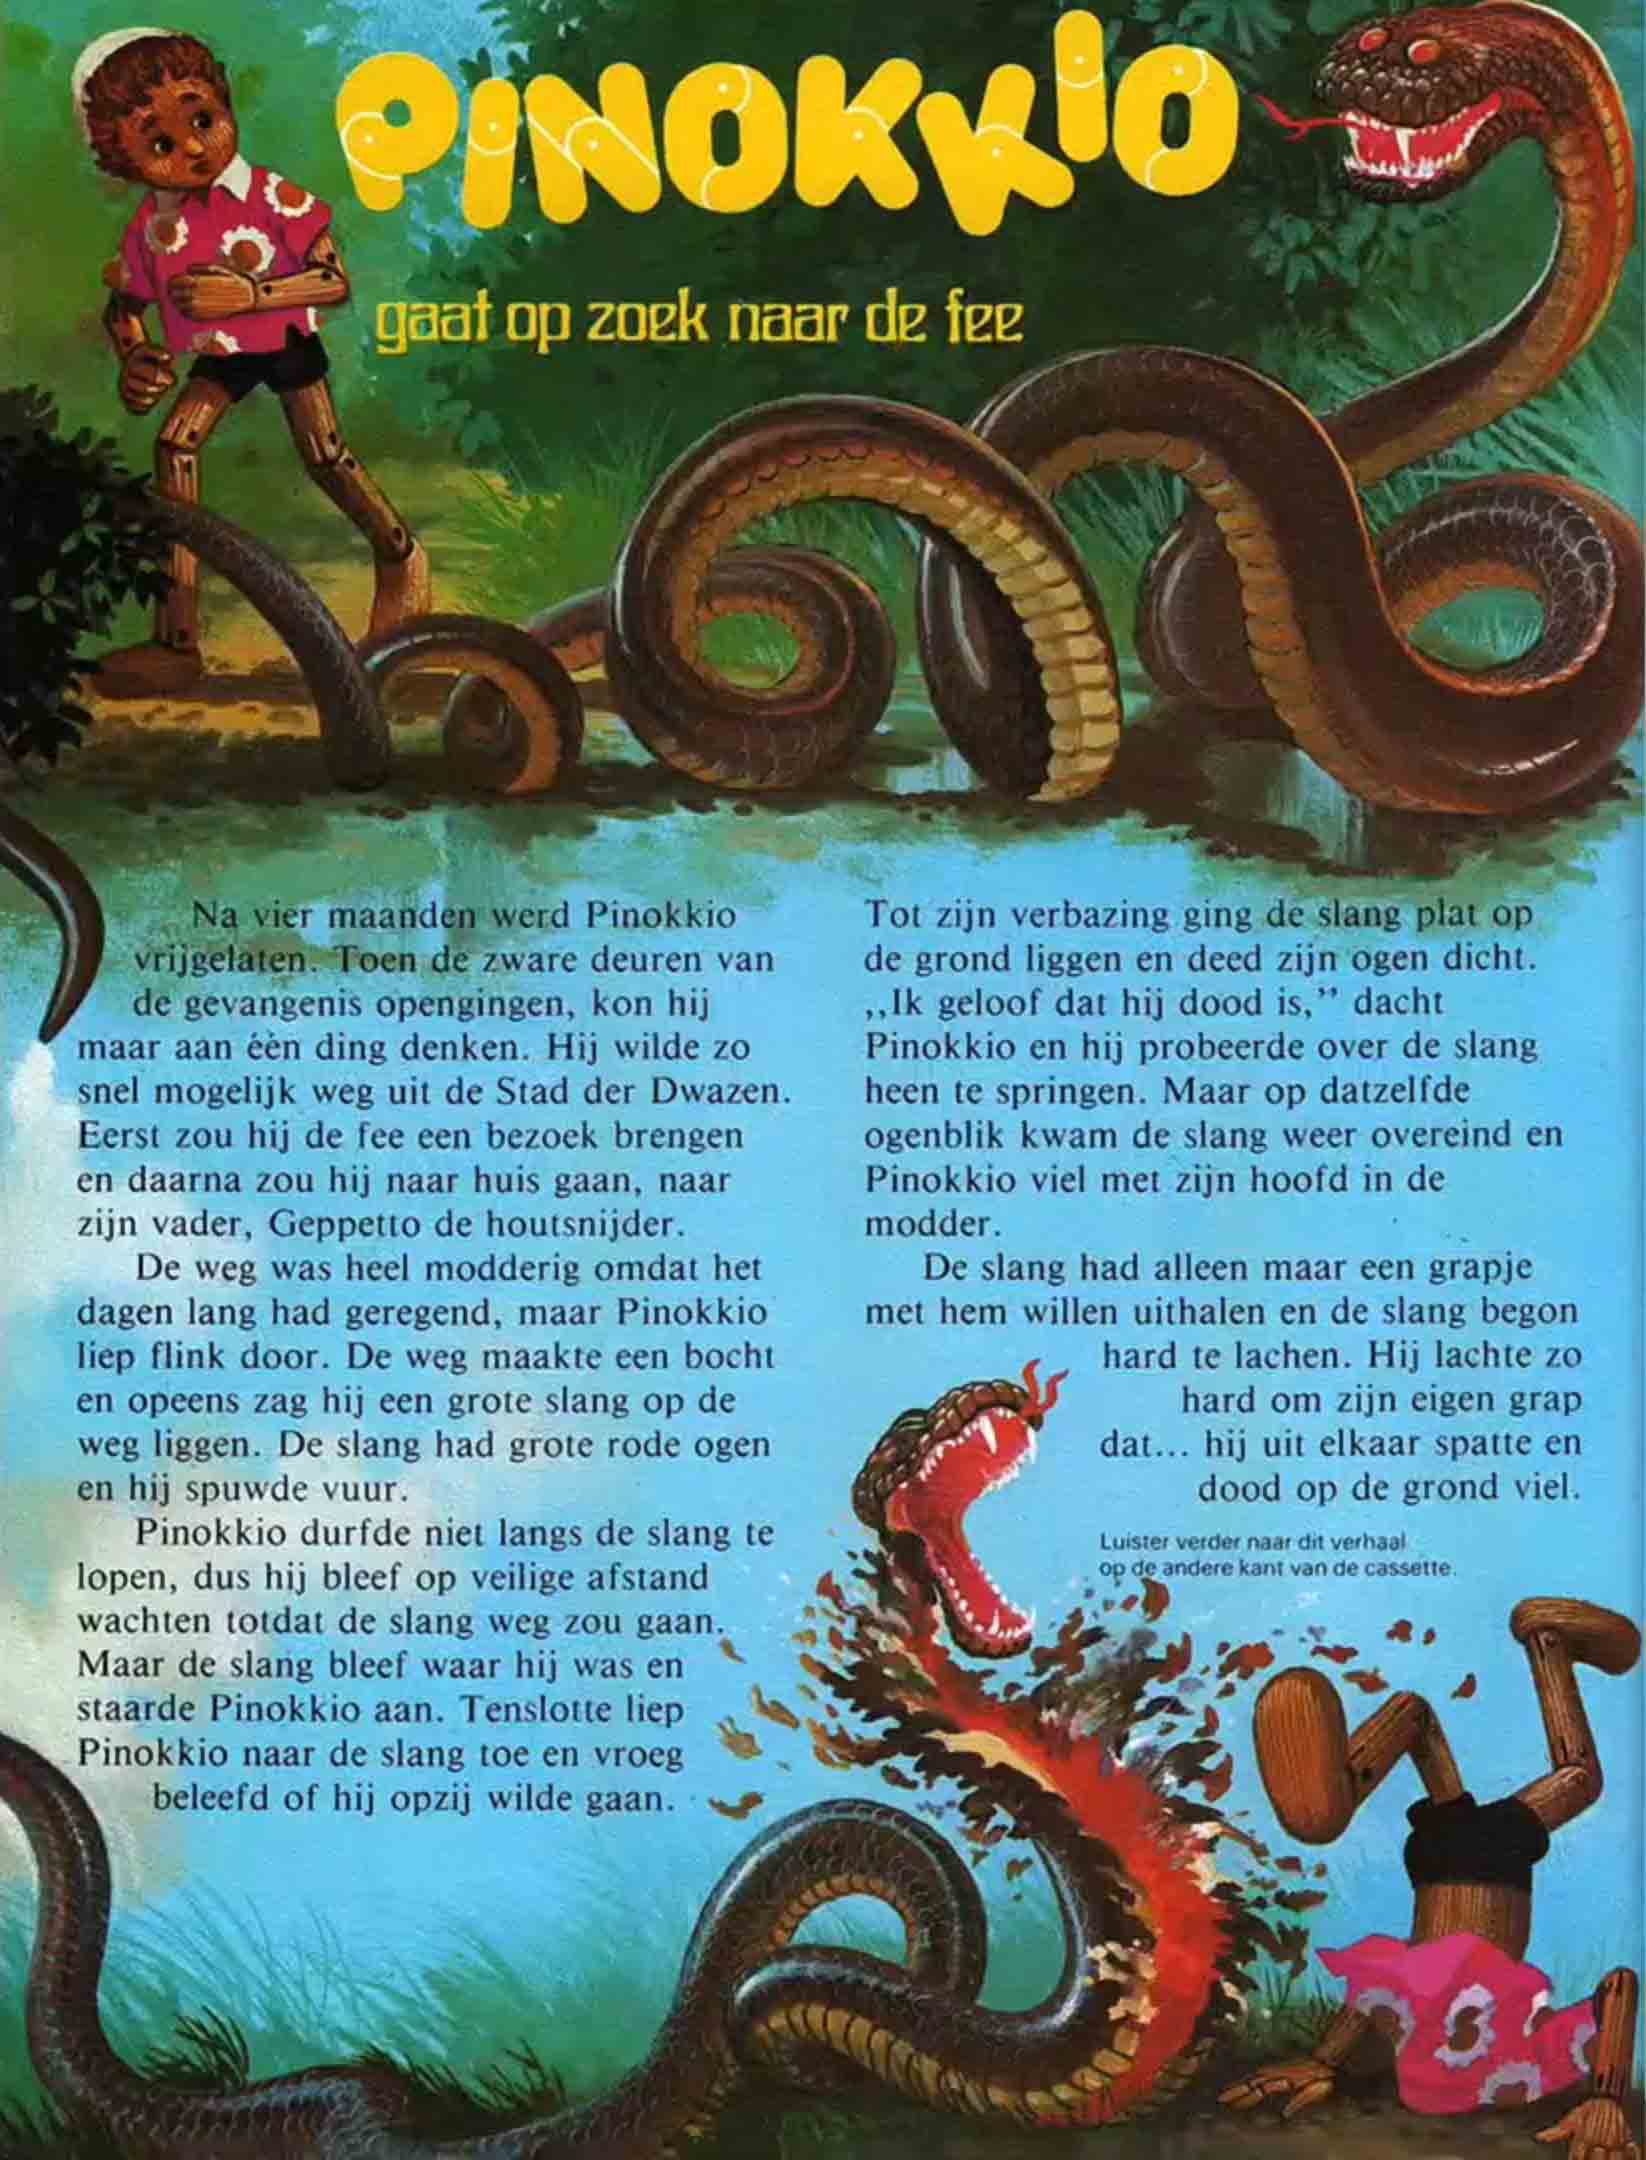 PINOKKIO
gaat op zoek naar de fee
Na vier maanden werd Pinokkio
vrijgelaten. Toen de zware deuren van
de gevangenis opengingen, kon hij
maar aan éèn ding denken. Hij wilde zo
snel mogelijk weg uit de Stad der Dwazen.
Eerst zou hij de fee een bezoek brengen
en daarna zou hij naar huis gaan, naar
zijn vader, Geppetto de houtsnijder.
De weg was heel modderig omdat het
dagen lang had geregend, maar Pinokkio
liep flink door. De weg maakte een bocht
en opeens zag hij een grote slang op de
weg liggen. De slang had grote rode ogen
en hij spuwde vuur.
Pinokkio durfde niet langs de slang te
lopen, dus hij bleef op veilige afstand
wachten totdat de slang weg zou gaan.
Maar de slang bleef waar hij was en
staarde Pinokkio aan. Tenslotte liep
Pinokkio naar de slang toe en vroeg
beleefd of hij opzij wilde gaan.
Tot zijn verbazing ging de slang plat op
de grond liggen en deed zijn ogen dicht.
,,Ik geloof dat hij dood is,” dacht
Pinokkio en hij probeerde over de slang
heen te springen. Maar op datzelfde
ogenblik kwam de slang weer overeind en
Pinokkio viel met zijn hoofd in de
modder.
De slang had alleen maar een grapje
met hem willen uithalen en de slang begon
hard te lachen. Hij lachte zo
hard om zijn eigen grap
dat... hij uit elkaar spatte en
dood op de grond viel.
Luister verder naar dit verhaal
op de andere kant van de cassette.